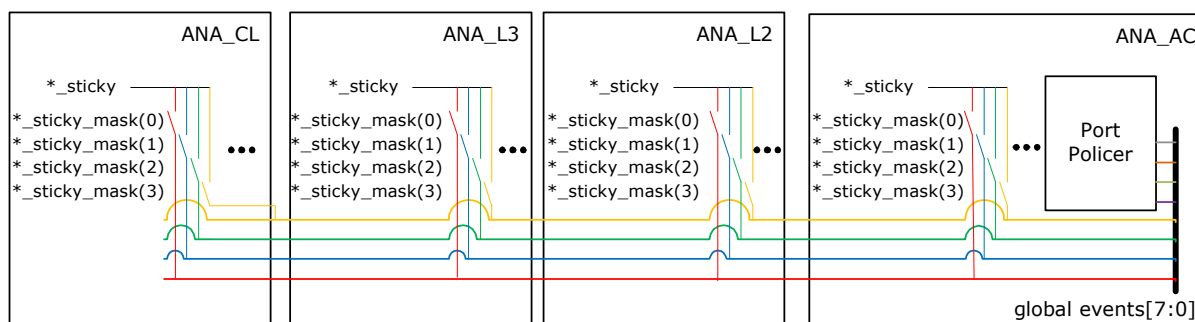 ANA_CL
*_sticky
*_sticky_mask(0)
*_sticky_mask(1)
*_sticky_mask(2)
*_sticky_mask(3)
ANA_L3
*_sticky
*_sticky_mask(0)
*_sticky_mask(1)
*_sticky_mask(2)
*_sticky_mask(3)
ANA_L2
*_sticky
*_sticky_mask(0)
*_sticky_mask(1)
*_sticky_mask(2)
*_sticky_mask(3)
ANA_AC
*_sticky
*_sticky_mask(0)
*_sticky_mask(1)
*_sticky_mask(2)
*_sticky_mask(3)
Port
Policer
global events[7:0]